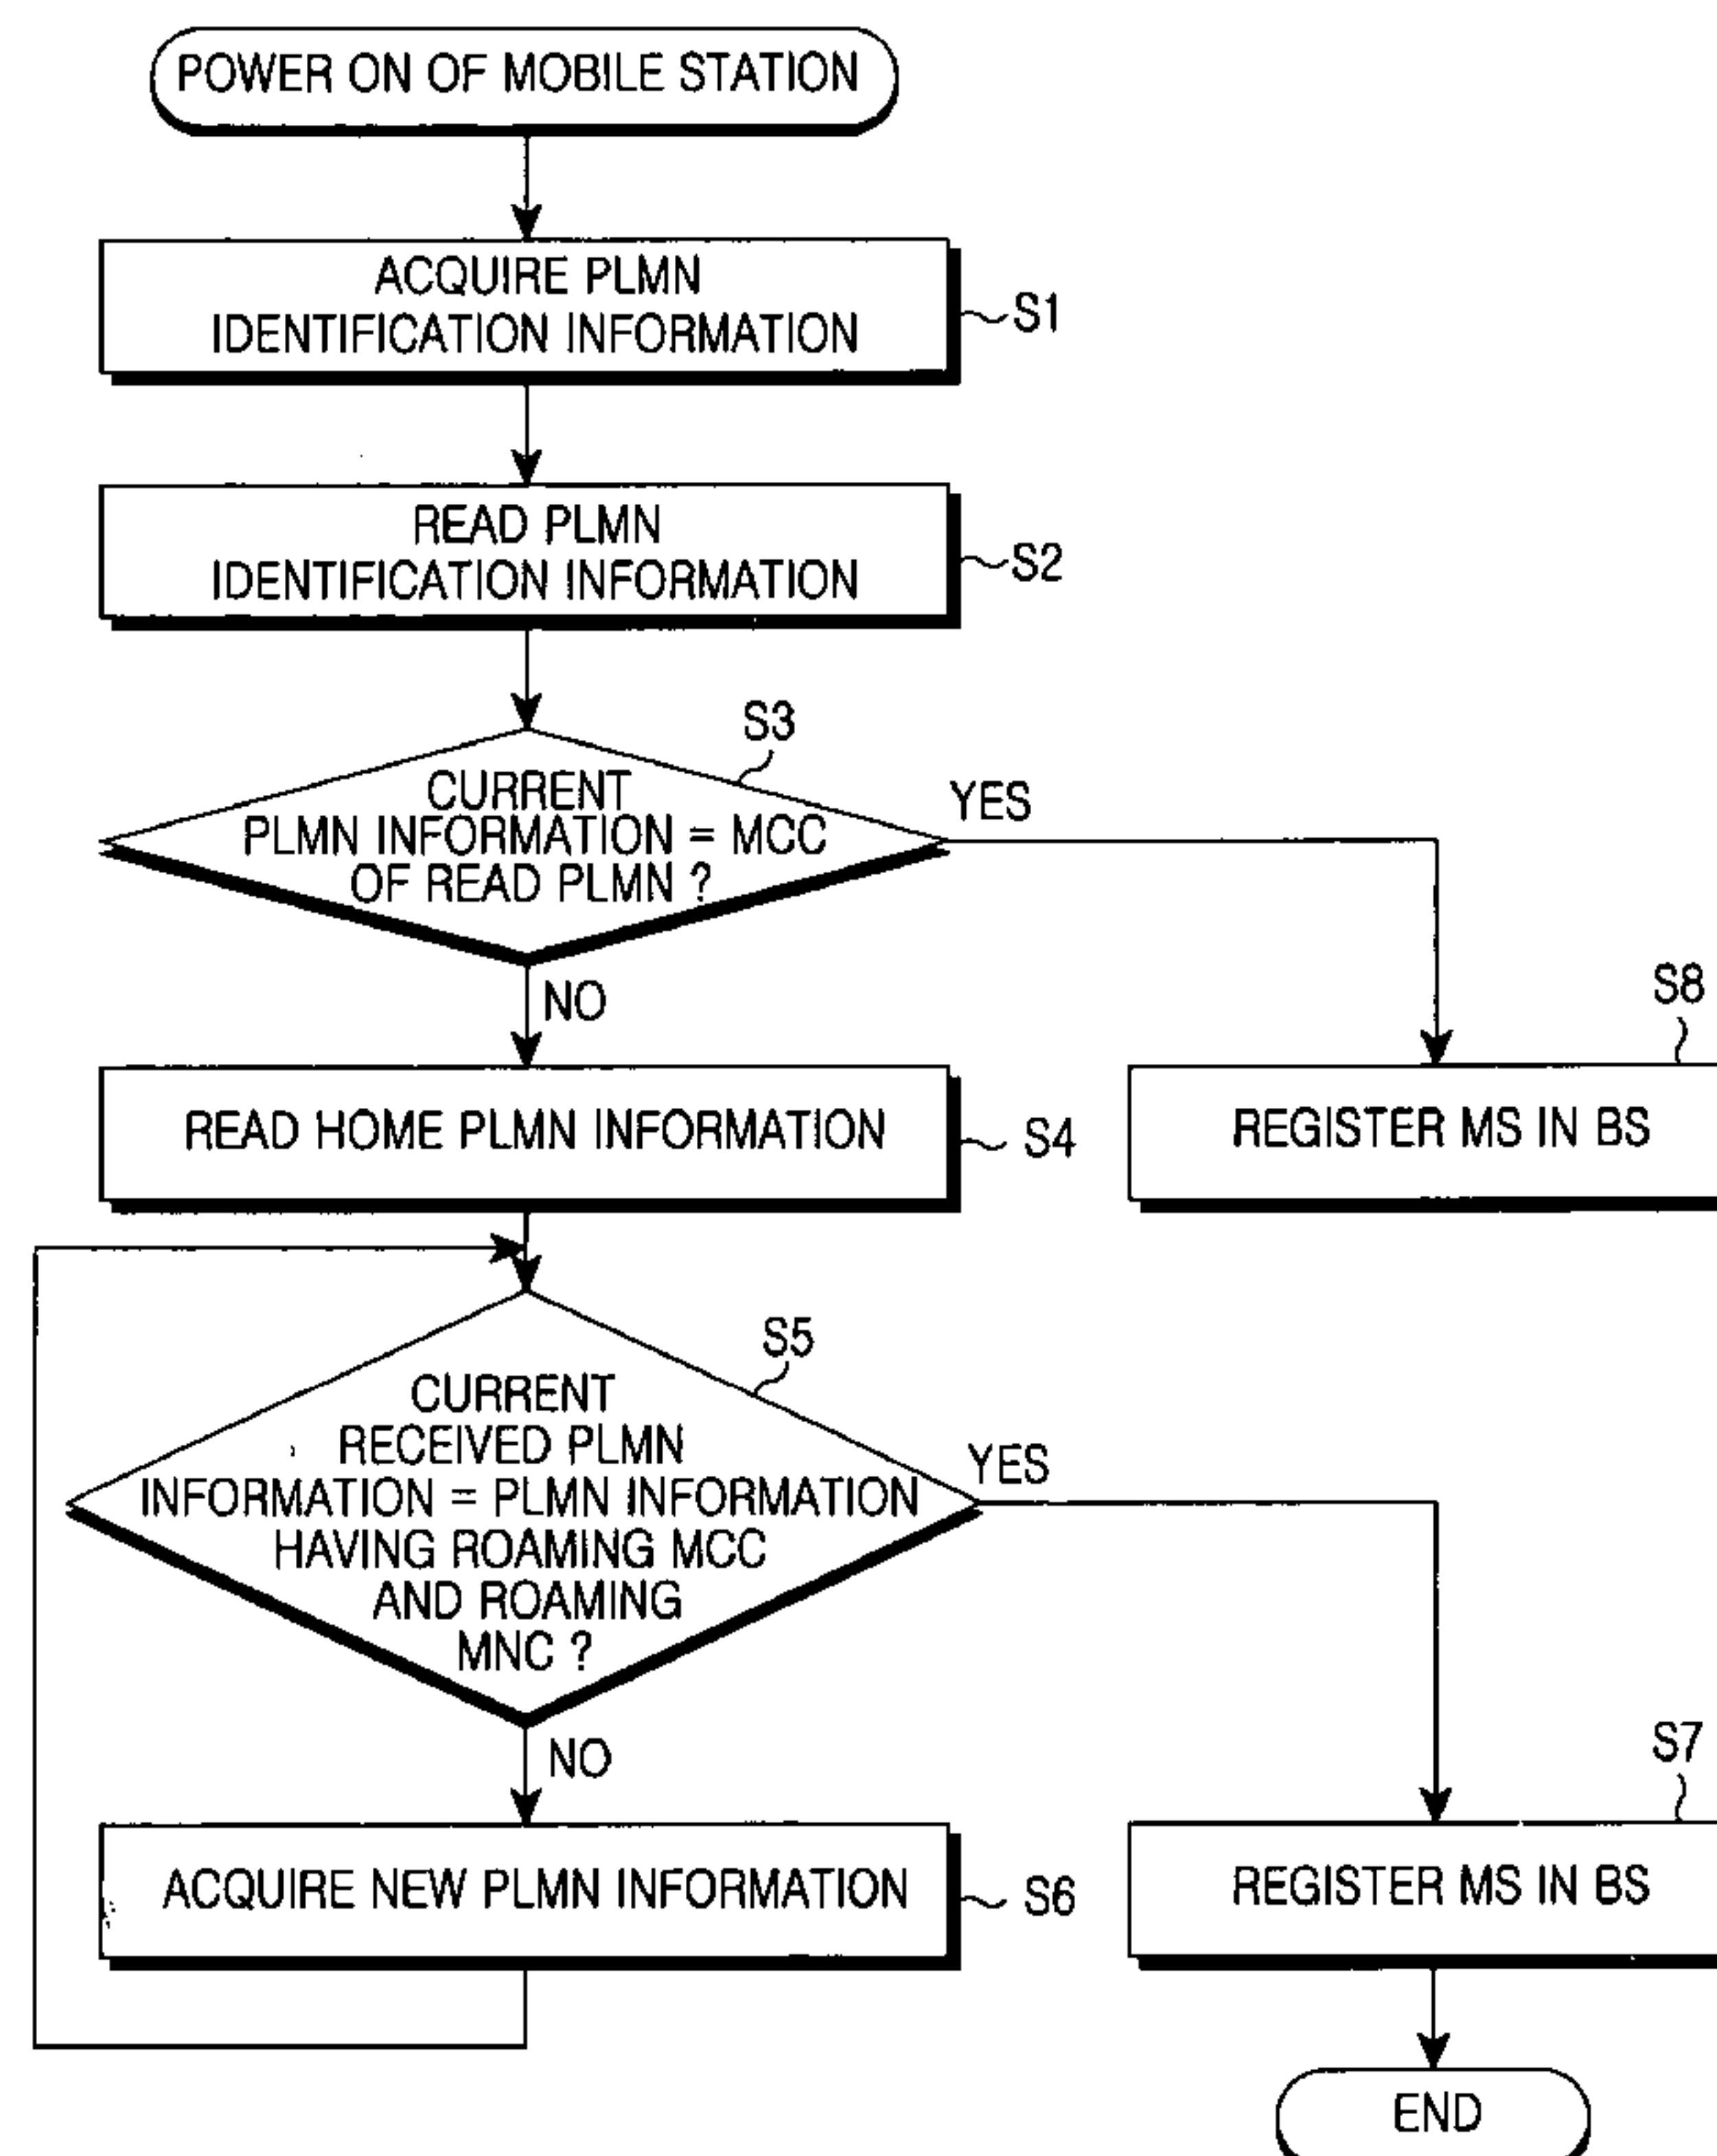 POWER ON OF MOBILE STATION
ACQUIRE PLMN
IDENTIFICATION INFORMATION
S1
READ PLMN
IDENTIFICATION INFORMATION
S2
S3
CURRENT
PLMN INFORMATION = MCC
OF READ PLMN ?
YES
NO
S8
READ HOME PLMN INFORMATION
S4
REGISTER MS IN BS
S5
CURRENT
RECEIVED PLMN
INFORMATION = PLMN INFORMATION
HAVING ROAMING MCC
AND ROAMING
MNC ?
YES
NO
S7
ACQUIRE NEW PLMN INFORMATION
S6
REGISTER MS IN BS
END